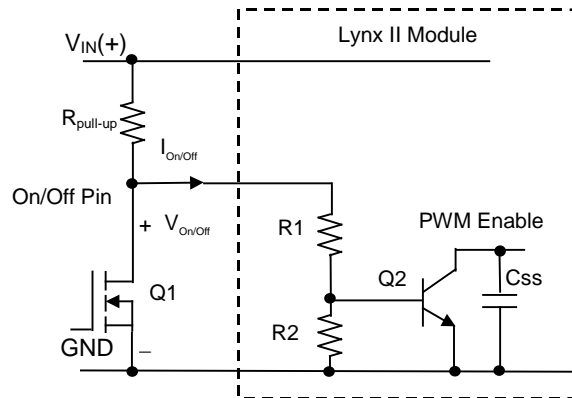 Lynx II Module
VIN(+)
Rpull-up
IOn/Off
On/Off Pin
+ VOn/Off
R1
PWM Enable
Q1
Q2
Css
R2
GND
–